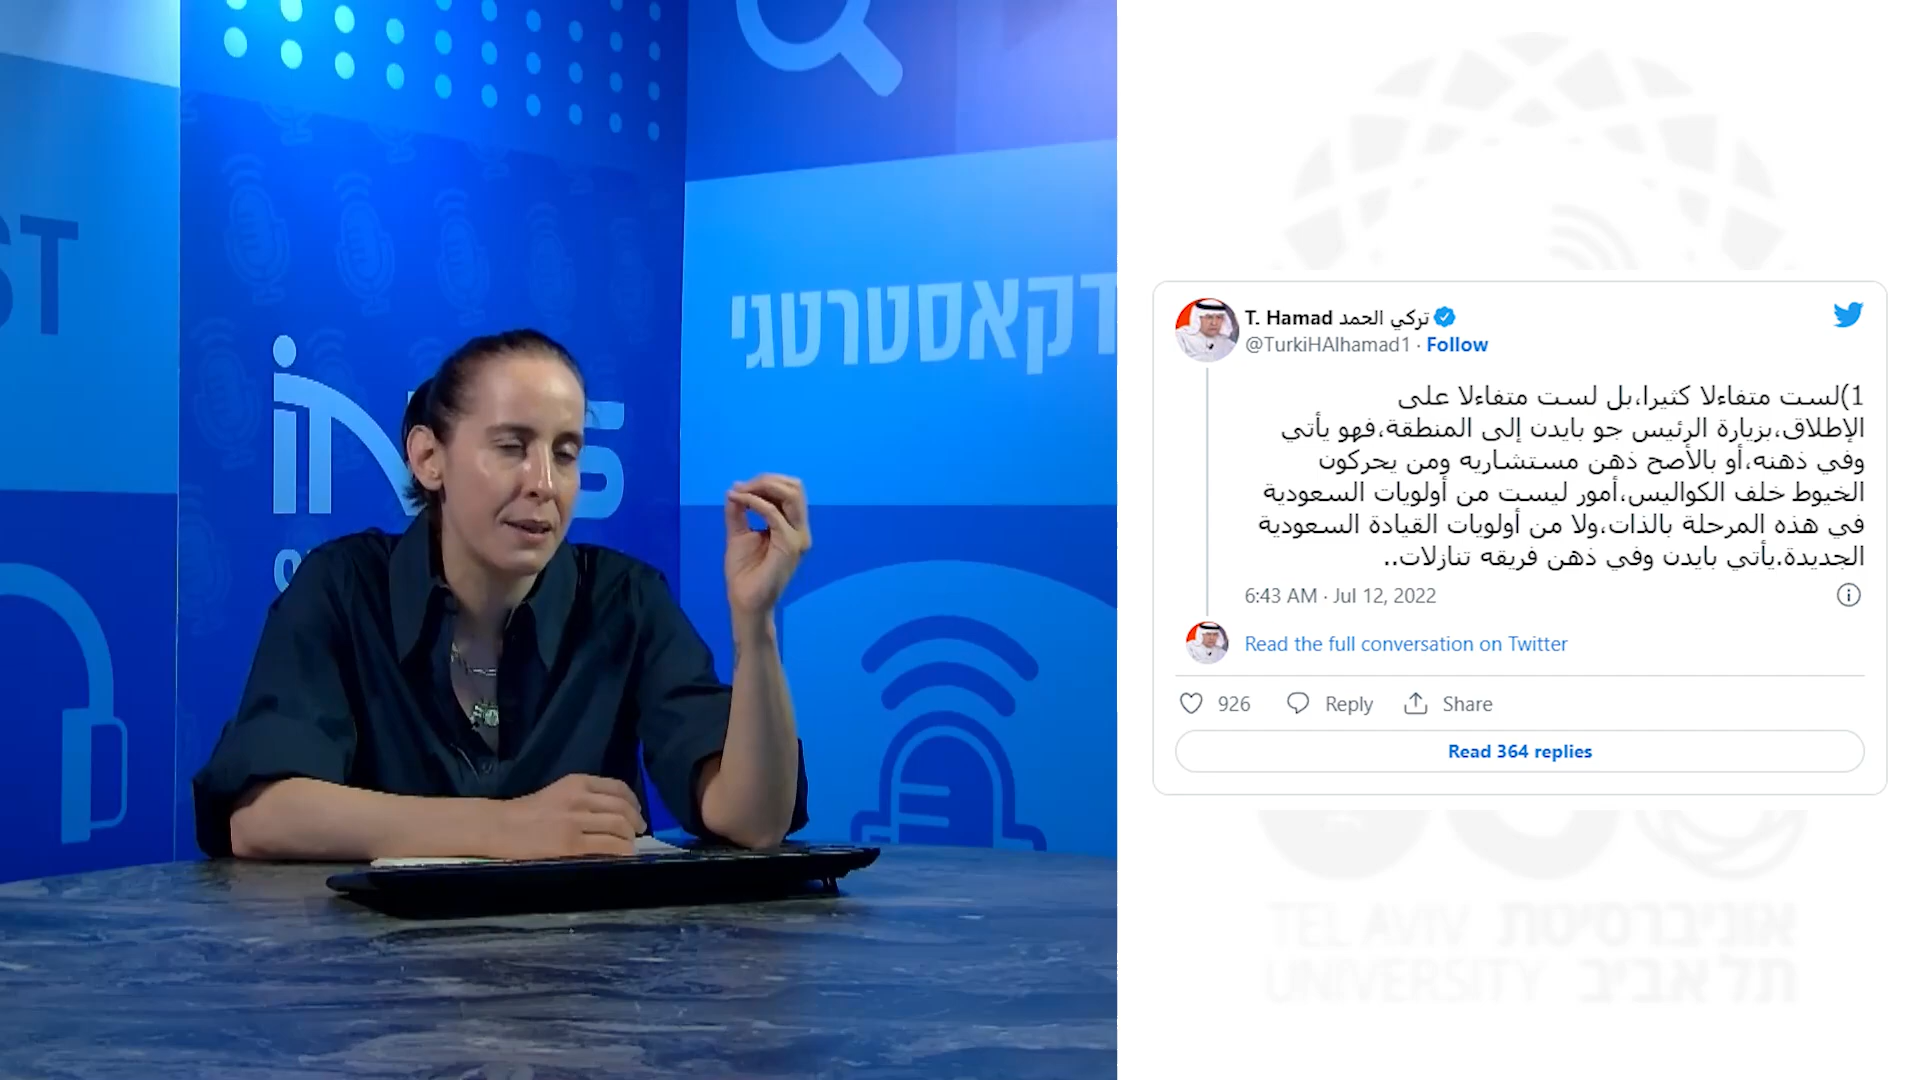 ST
דקאסטרטגי
T. Hamad تركي الحمد
@TurkiHAlhamad1 · Follow
1)لست متفاءلا كثيرا،بل لست متفاءلا على
الإطلاق،بزيارة الرئيس جو بايدن إلى المنطقة،فهو يأتي
وفي ذهنه،أو بالأصح ذهن مستشاريه ومن يحركون
الخيوط خلف الكواليس،أمور ليست من أولويات السعودية
في هذه المرحلة بالذات،ولا من أولويات القيادة السعودية
الجديدة.يأتي بايدن وفي ذهن فريقه تنازلات..
6:43 AM · Jul 12, 2022
Read the full conversation on Twitter
926 Reply Share
Read 364 replies
TEL AVIV אוניברסיטת
UNIVERSITY תל אביב